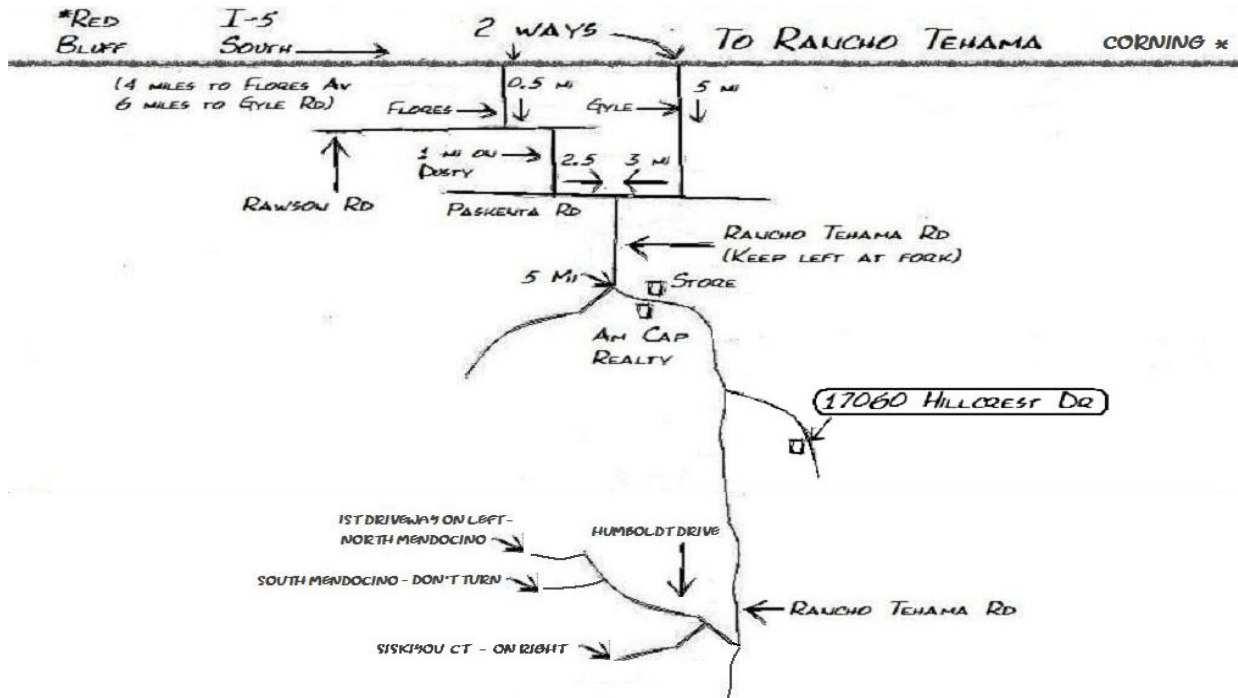 *RED
BLUFF
I-5
SOUTH
2 WAYS
TO RANCHO TEHAMA
CORNING *
(4 MILES TO FLORES AV
6 MILES TO GYLE RD)
0.5 MI
5 MI
FLORES
GYLE
1 MI ON
DUSTY
2.5
3 MI
RAWSON RD
PASKENTA RD
RANCHO TEHAMA RD
(KEEP LEFT AT FORK)
5 MI
STORE
AM CAP
REALTY
17060 HILLCREST DR
1ST DRIVEWAY ON LEFT-
NORTH MENDOCINO
HUMBOLDT DRIVE
SOUTH MENDOCINO - DON'T TURN
RANCHO TEHAMA RD
SISKIYOU CT - ON RIGHT